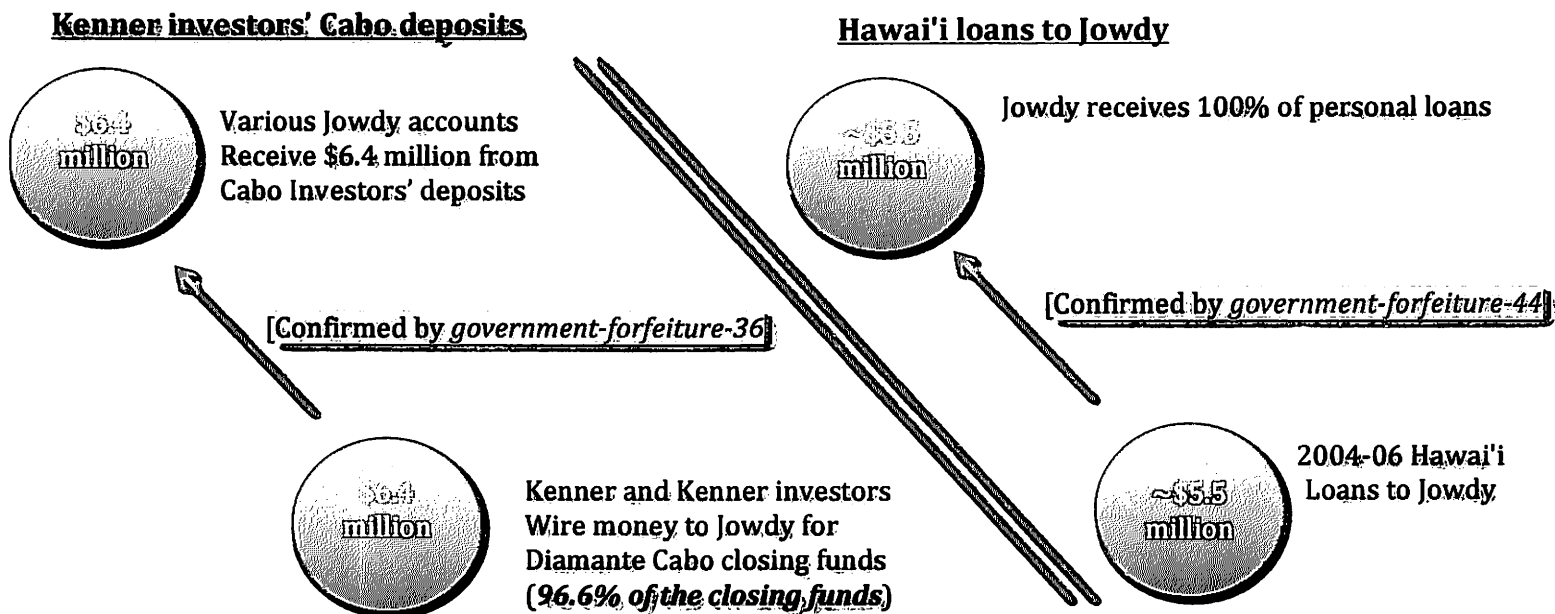 Kenner investors' Cabo deposits
$6.4
million
Various Jowdy accounts
Receive $6.4 million from
Cabo Investors' deposits
[Confirmed by government-forfeiture-36]
$6.4
million
Kenner and Kenner investors
Wire money to Jowdy for
Diamante Cabo closing funds
(96.6% of the closing funds)
Hawai'i loans to Jowdy
~$5.5
million
Jowdy receives 100% of personal loans
[Confirmed by government-forfeiture-44]
~$5.5
million
2004-06 Hawai'i
Loans to Jowdy